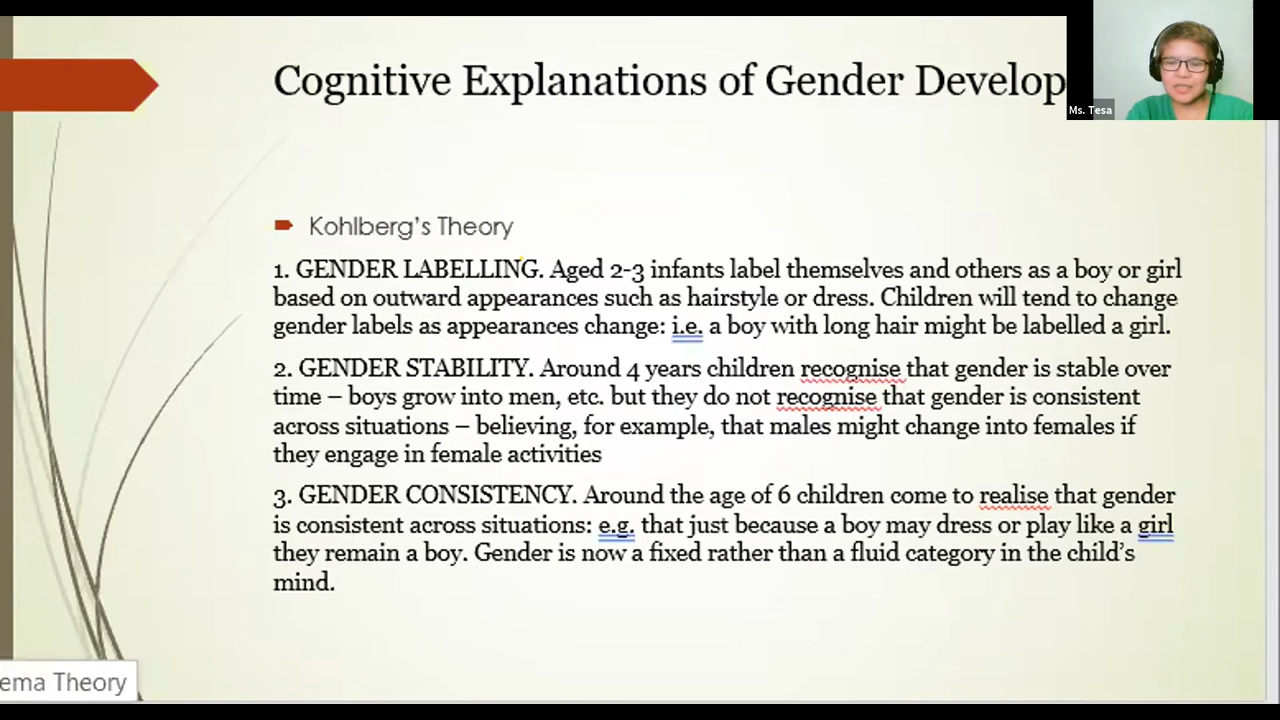 Cognitive Explanations of Gender Develop
Ms. Tesa
Kohlberg's Theory
1. GENDER LABELLING. Aged 2-3 infants label themselves and others as a boy or girl
based on outward appearances such as hairstyle or dress. Children will tend to change
gender labels as appearances change: i.e. a boy with long hair might be labelled a girl.
2. GENDER STABILITY. Around 4 years children recognise that gender is stable over
time – boys grow into men, etc. but they do not recognise that gender is consistent
across situations – believing, for example, that males might change into females if
they engage in female activities
3. GENDER CONSISTENCY. Around the age of 6 children come to realise that gender
is consistent across situations: e.g. that just because a boy may dress or play like a girl
they remain a boy. Gender is now a fixed rather than a fluid category in the child's
mind.
ema Theory